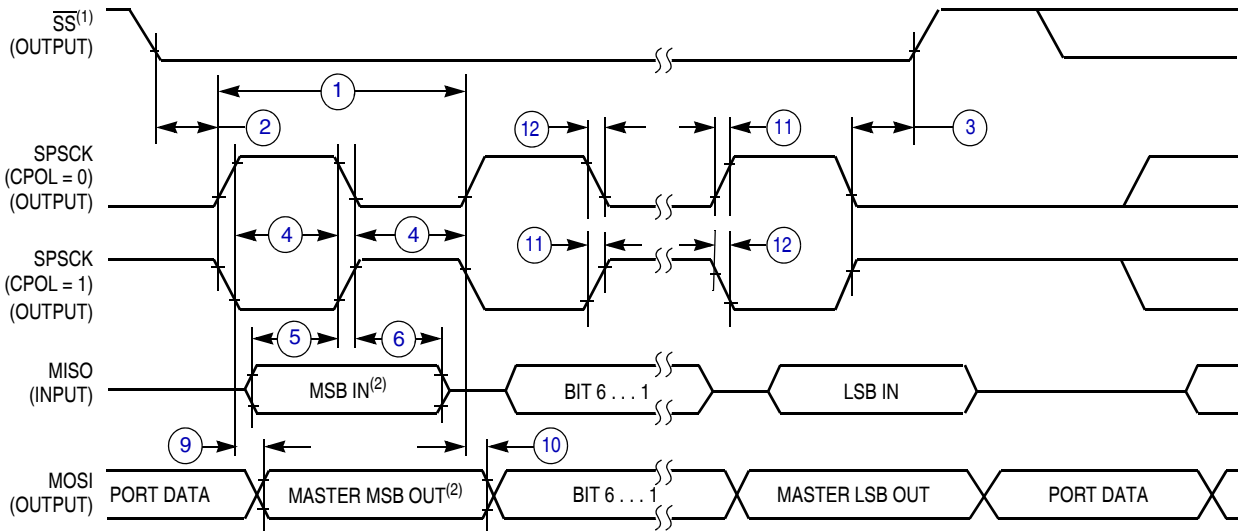 SS(1)
(OUTPUT)
1
2
12
11
3
SPSCK
(CPOL = 0)
(OUTPUT)
4
4
SPSCK
(CPOL = 1)
(OUTPUT)
11
12
5
6
MISO
(INPUT)
MSB IN(2)
BIT 6 . . . 1
LSB IN
9
10
MOSI
(OUTPUT)
PORT DATA
MASTER MSB OUT(2)
BIT 6 . . . 1
MASTER LSB OUT
PORT DATA